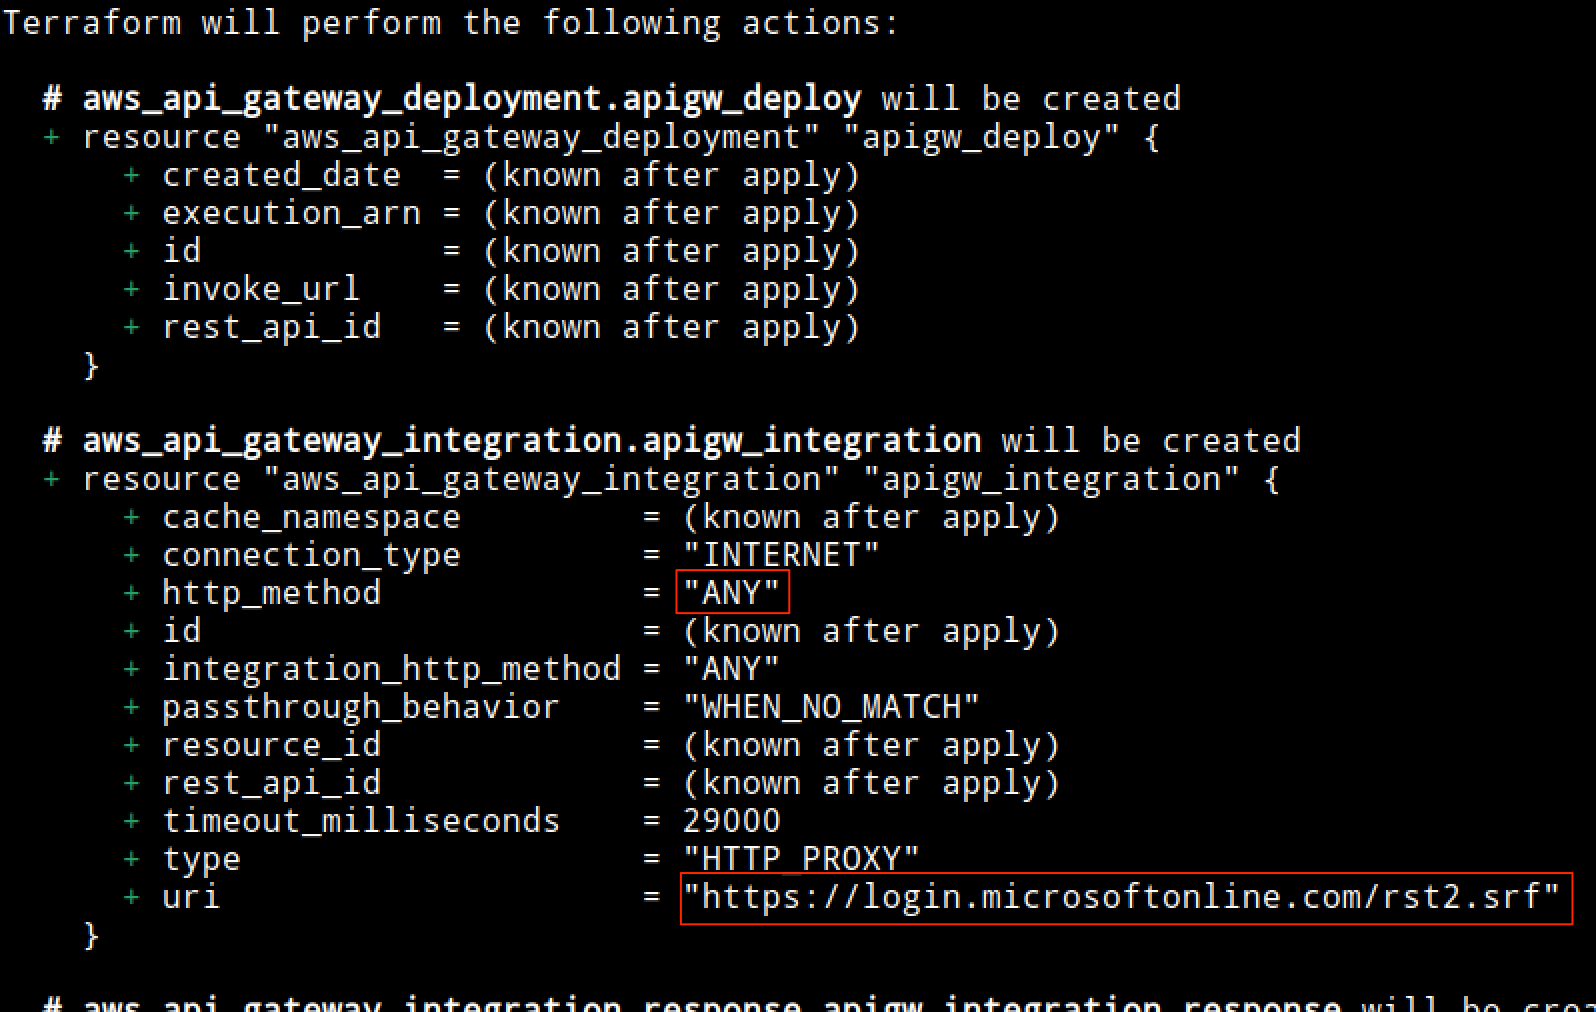 Terraform will perform the following actions:
# aws_api_gateway_deployment.apigw_deploy will be created
+ resource "aws_api_gateway_deployment" "apigw_deploy" {
+ created_date = (known after apply)
+ execution_arn = (known after apply)
+ id = (known after apply)
+ invoke_url = (known after apply)
+ rest_api_id = (known after apply)
}
# aws_api_gateway_integration.apigw_integration will be created
+ resource "aws_api_gateway_integration" "apigw_integration" {
+ cache_namespace = (known after apply)
+ connection_type = "INTERNET"
+ http_method = "ANY"
+ id = (known after apply)
+ integration_http_method = "ANY"
+ passthrough_behavior = "WHEN_NO_MATCH"
+ resource_id = (known after apply)
+ rest_api_id = (known after apply)
+ timeout_milliseconds = 29000
+ type = "HTTP_PROXY"
+ uri = "https://login.microsoftonline.com/rst2.srf"
}
# aws_api_gateway_integration_response.apigw_integration_response will be